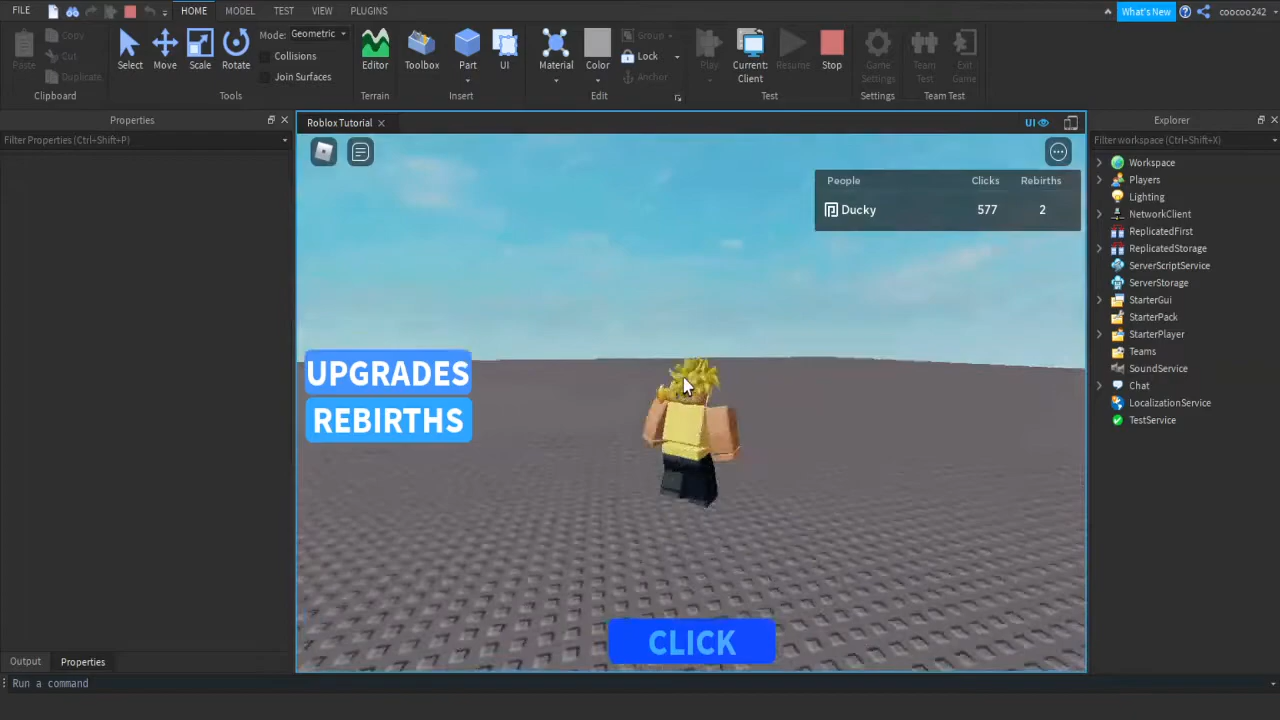 FILE HOME MODEL TEST VIEW PLUGINS What's New coocoo242
Paste Copy Cut Duplicate Clipboard
Select Move Scale Rotate Mode: Geometric Collisions Join Surfaces Tools
Editor Terrain
Toolbox Part UI Insert
Material Color Group Lock Anchor Edit
Play Current: Client Resume Stop Test
Game Settings Settings
Team Test Exit Game Team Test
Properties
Filter Properties (Ctrl+Shift+P)
RobloxTutorial UI
People Clicks Rebirths
Ducky 577 2
UPGRADES
REBIRTHS
CLICK
Explorer
Filter workspace (Ctrl+Shift+X)
Workspace
Players
Lighting
NetworkClient
ReplicatedFirst
ReplicatedStorage
ServerScriptService
ServerStorage
StarterGui
StarterPack
StarterPlayer
Teams
SoundService
Chat
LocalizationService
TestService
Output Properties
Run a command